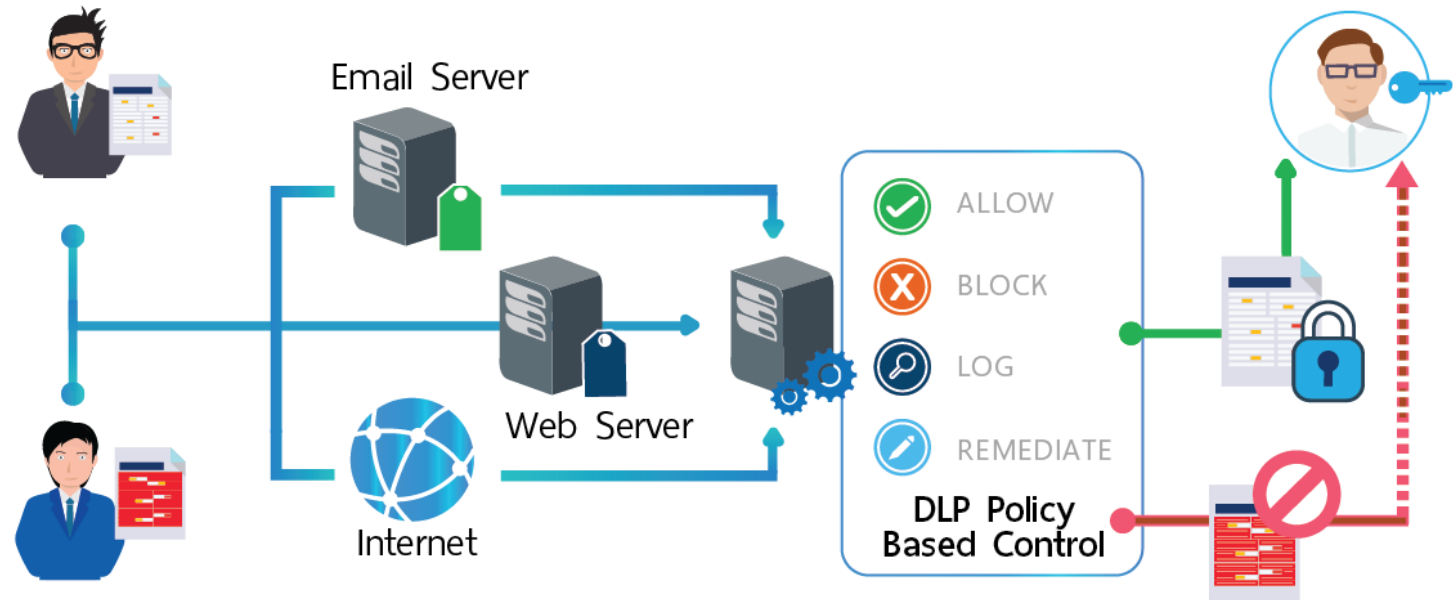 Email Server
Web Server
Internet
ALLOW
BLOCK
LOG
REMEDIATE
DLP Policy
Based Control